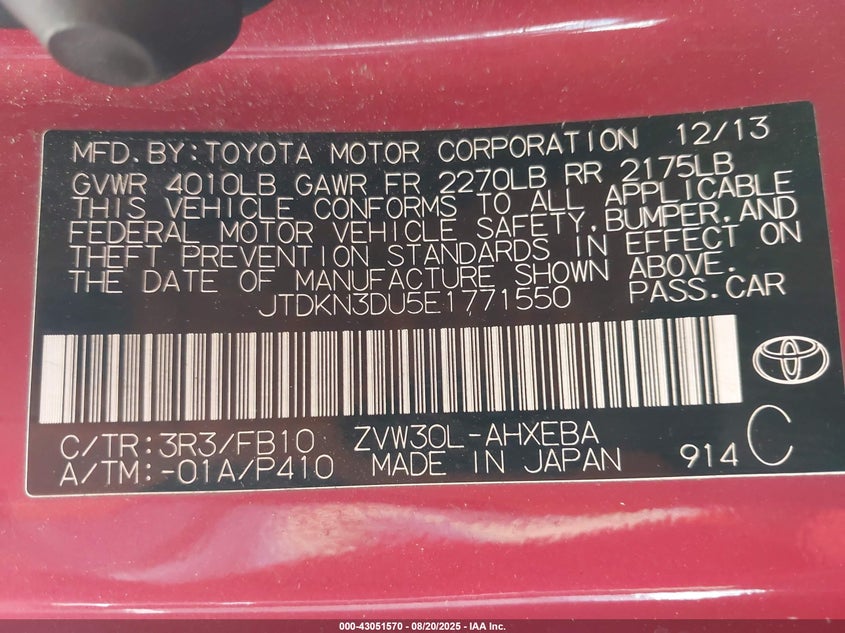 MFD.BY:TOYOTA MOTOR CORPORATION 12/13
GVWR 4010LB GAWR FR 2270LB RR 2175LB
THIS VEHICLE CONFORMS TO ALL APPLICABLE
FEDERAL MOTOR VEHICLE SAFETY,BUMPER,AND
THEFT PREVENTION STANDARDS IN EFFECT ON
THE DATE OF MANUFACTURE SHOWN ABOVE.
JTDKN3DU5E1771550 PASS.CAR
C/TR:3R3/FB10 ZVW30L-AHXEBA
A/TM:-01A/P410 MADE IN JAPAN 914 C
000-43051570 - 08/20/2025 - IAA Inc.